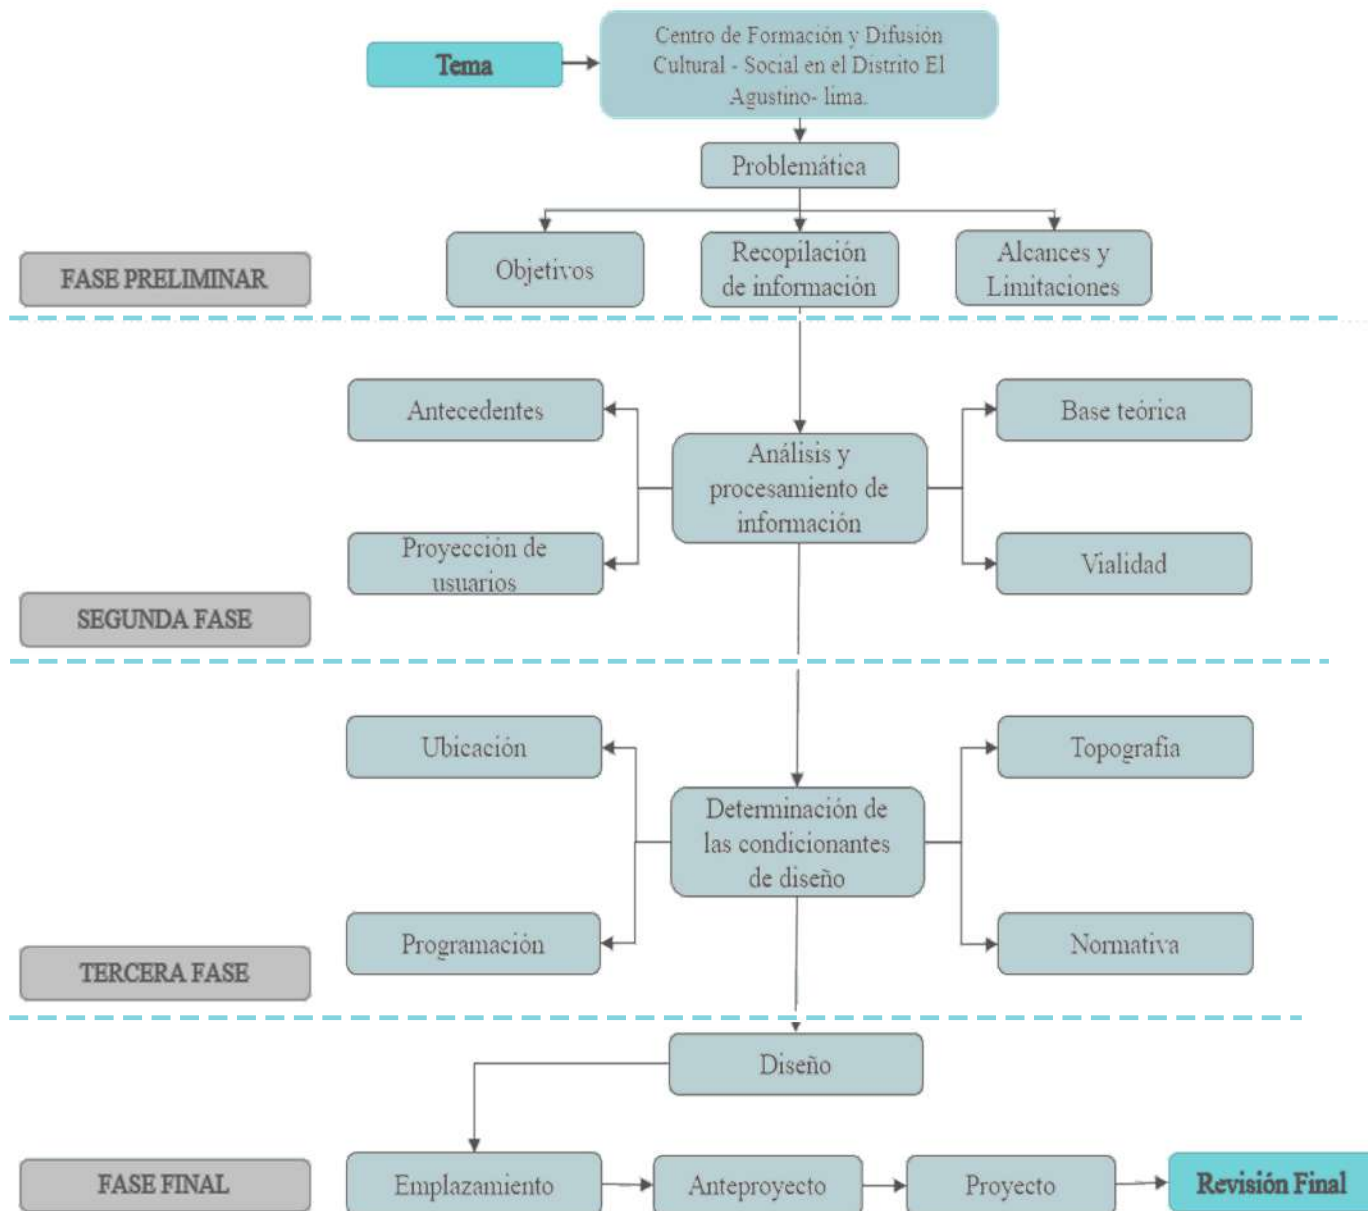 Tema
Centro de Formación y Difusión
Cultural - Social en el Distrito El
Agustino- lima.
Problemática
Objetivos
Recopilación
de información
Alcances y
Limitaciones
FASE PRELIMINAR
Antecedentes
Base teórica
Análisis y
procesamiento de
información
Proyección de
usuarios
Vialidad
SEGUNDA FASE
Ubicación
Topografía
Determinación de
las condicionantes
de diseño
Programación
Normativa
TERCERA FASE
Diseño
FASE FINAL
Emplazamiento
Anteproyecto
Proyecto
Revisión Final